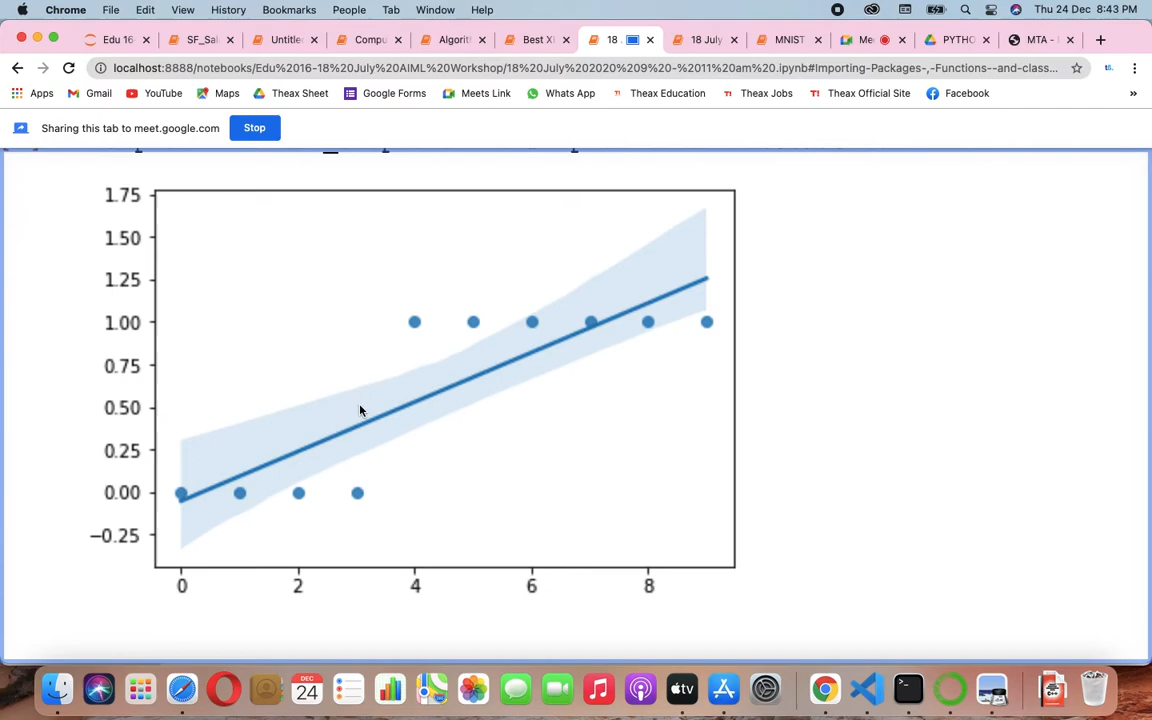 Chrome File Edit View History Bookmarks People Tab Window Help Thu 24 Dec 8:43 PM
Edu 16- SF_Sal Untitle Compu Algorit Best XI 18 18 July MNIST Me PYTHO MTA -
localhost:8888/notebooks/Edu%2016-18%20July%20AIML%20Workshop/18%20July%202020%209%20-%2011%20am%20.ipynb#Importing-Packages-,-Functions--and-class...
Apps Gmail YouTube Maps Theax Sheet Google Forms Meets Link Whats App Theax Education Theax Jobs Theax Official Site Facebook »
Sharing this tab to meet.google.com Stop
1.75
1.50
1.25
1.00
0.75
0.50
0.25
0.00
−0.25
0 2 4 6 8
DEC
24
tv
C++